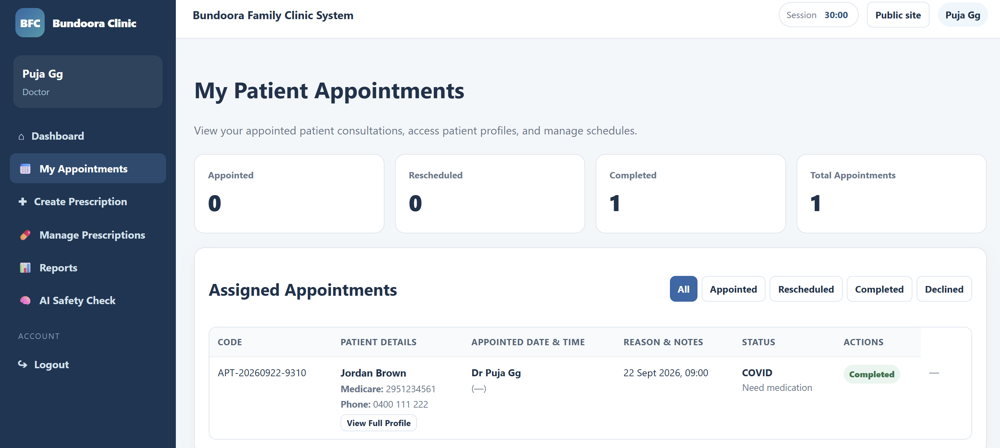 BFC
Bundoora Clinic
Puja Gg
Doctor
Dashboard
My Appointments
Create Prescription
Manage Prescriptions
Reports
AI Safety Check
ACCOUNT
Logout
Bundoora Family Clinic System
Session 30:00
Public site
Puja Gg
My Patient Appointments
View your appointed patient consultations, access patient profiles, and manage schedules.
Appointed
0
Rescheduled
0
Completed
1
Total Appointments
1
Assigned Appointments
All
Appointed
Rescheduled
Completed
Declined
CODE
PATIENT DETAILS
APPOINTED DATE & TIME
REASON & NOTES
STATUS
ACTIONS
APT-20260922-9310
Jordan Brown
Medicare: 2951234561
Phone: 0400 111 222
View Full Profile
Dr Puja Gg
(—)
22 Sept 2026, 09:00
COVID
Need medication
Completed
—